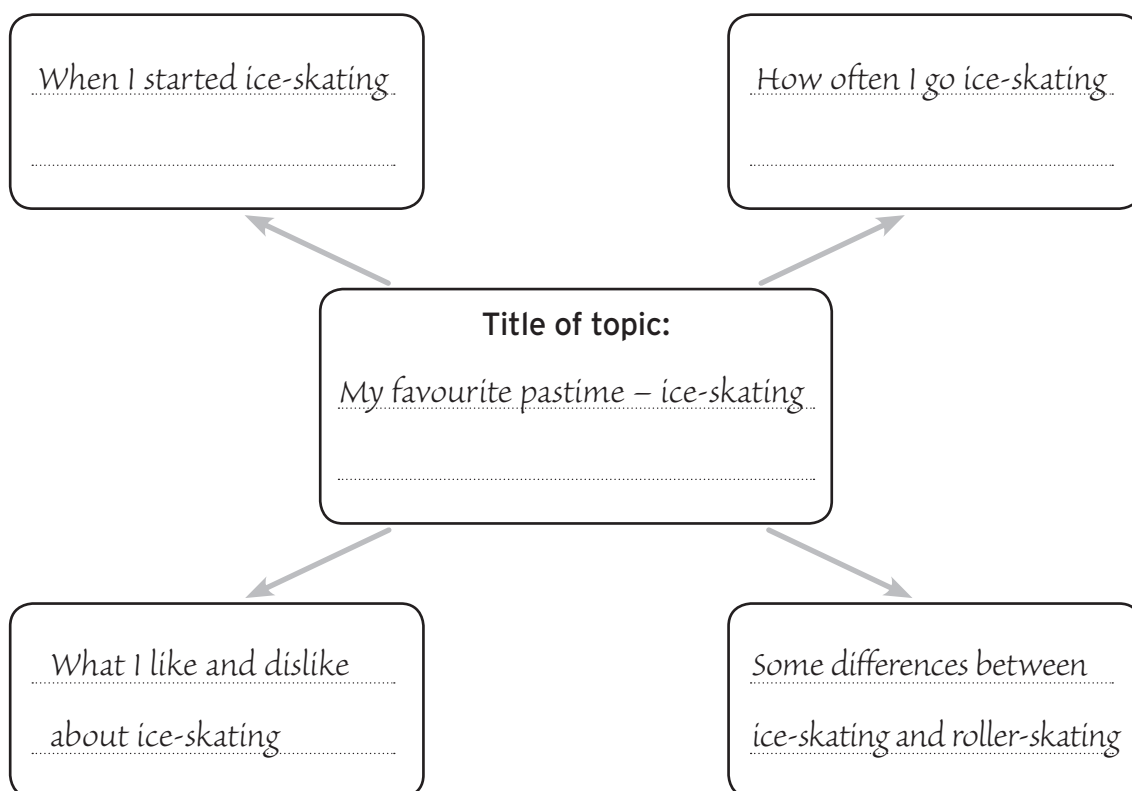 When I started ice-skating
How often I go ice-skating
Title of topic:
My favourite pastime – ice-skating
What I like and dislike
about ice-skating
Some differences between
ice-skating and roller-skating